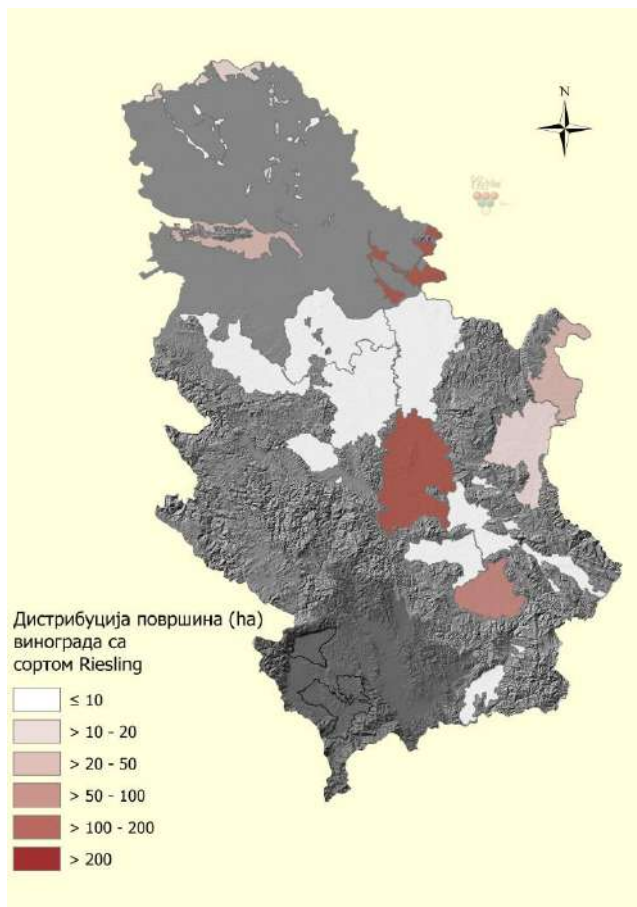 N
Дистрибуција површина (ha)
винограда са
сортом Riesling
≤ 10
> 10 - 20
> 20 - 50
> 50 - 100
> 100 - 200
> 200